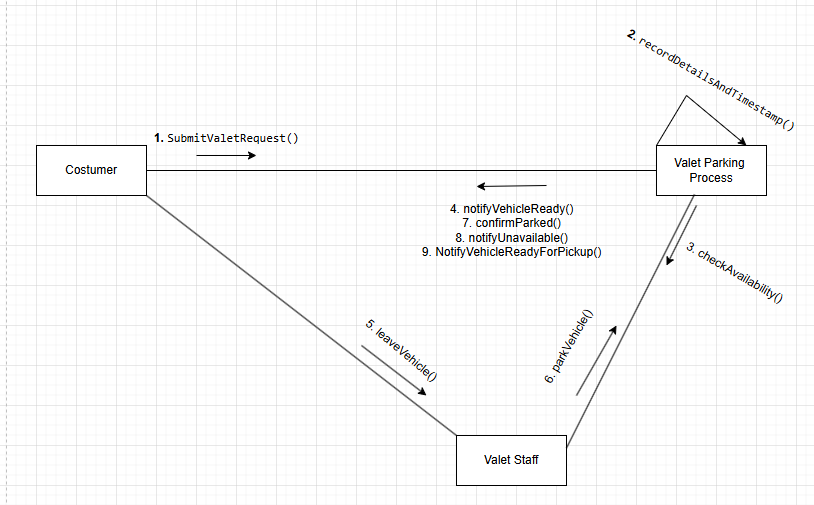 2. recordDetailsAndTimestamp()
1. SubmitValetRequest()
Costumer
Valet Parking
Process
4. notifyVehicleReady()
7. confirmParked()
8. notifyUnavailable()
9. NotifyVehicleReadyForPickup()
3. checkAvailability()
5. leaveVehicle()
6. parkVehicle()
Valet Staff